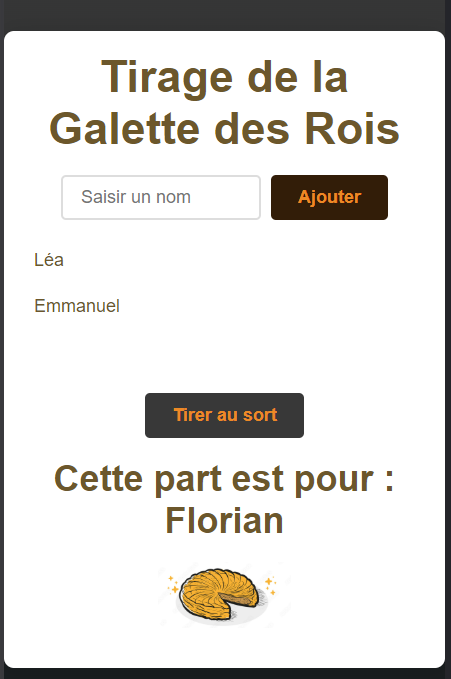 Tirage de la
Galette des Rois
Saisir un nom
Ajouter
Léa
Emmanuel
Tirer au sort
Cette part est pour :
Florian